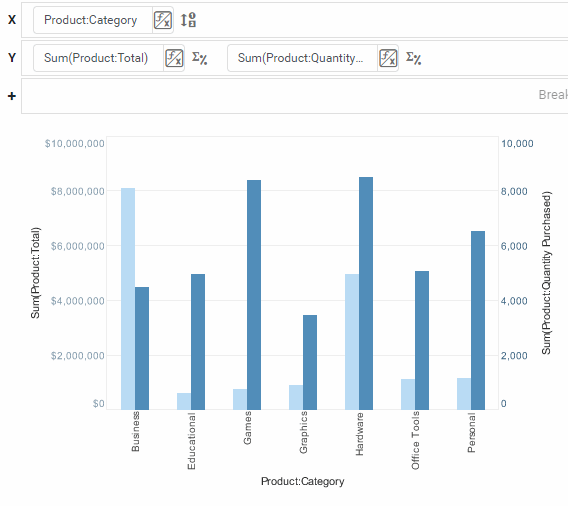 X Product:Category
Y Sum(Product:Total) Sum(Product:Quantity...
+ Break
$10,000,000 10,000
$8,000,000 8,000
$6,000,000 6,000
$4,000,000 4,000
$2,000,000 2,000
$0 0
Sum(Product:Total)
Sum(Product:Quantity Purchased)
Business
Educational
Games
Graphics
Hardware
Office Tools
Personal
Product:Category